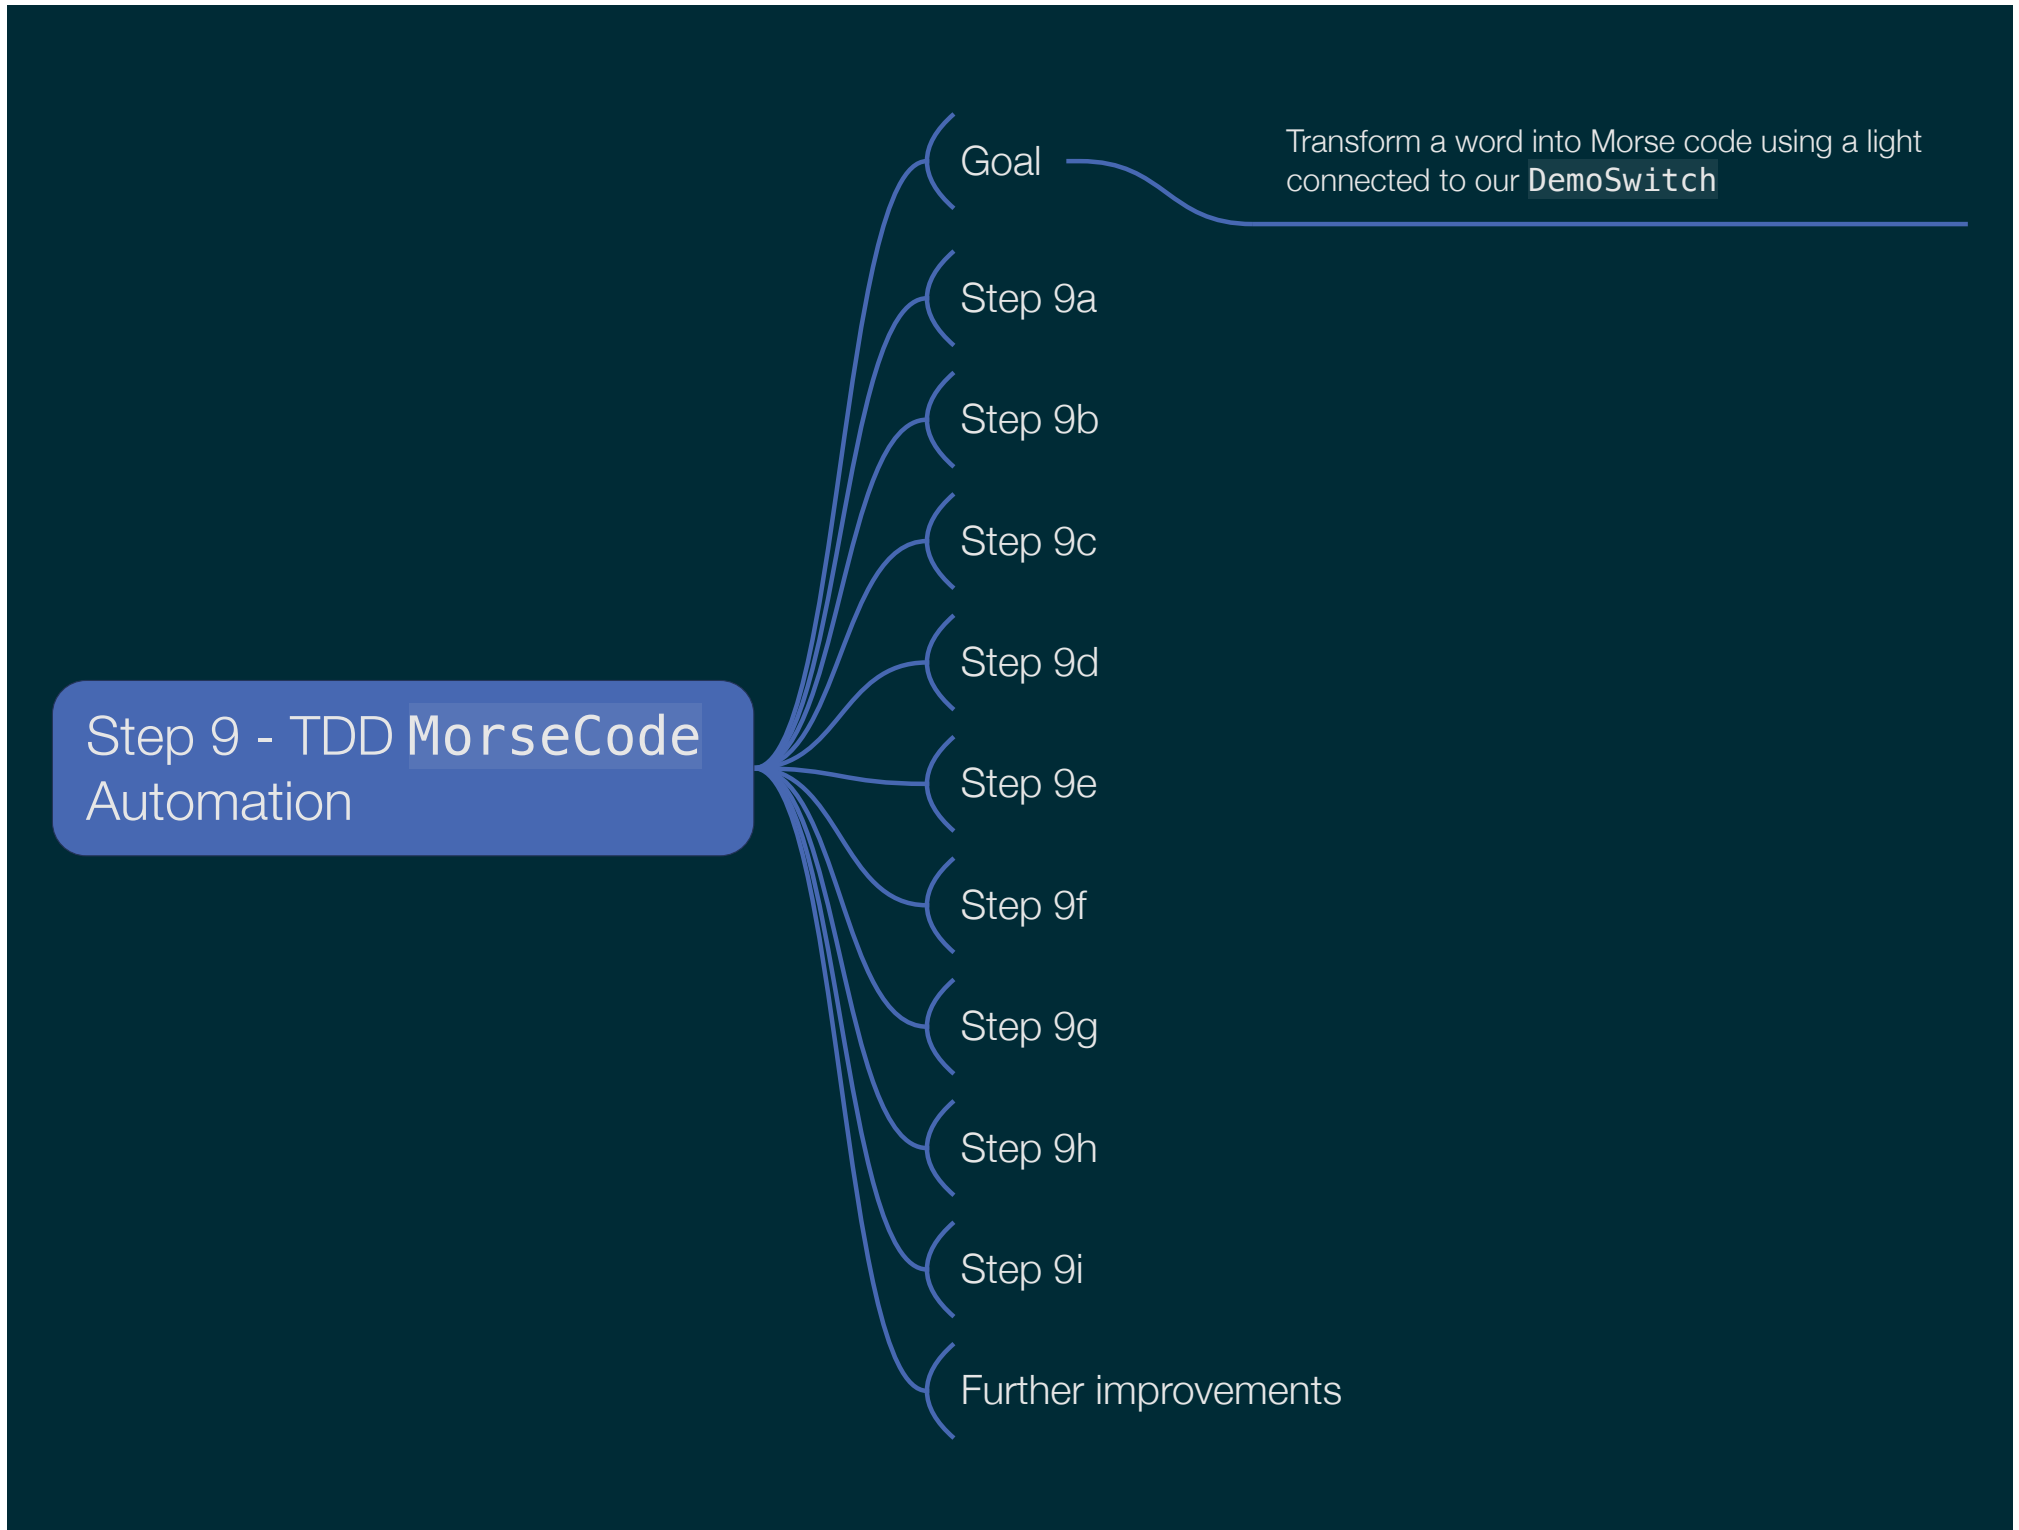 Goal
Transform a word into Morse code using a light
connected to our DemoSwitch
Step 9a
Step 9b
Step 9c
Step 9d
Step 9 - TDD MorseCode
Automation
Step 9e
Step 9f
Step 9g
Step 9h
Step 9i
Further improvements